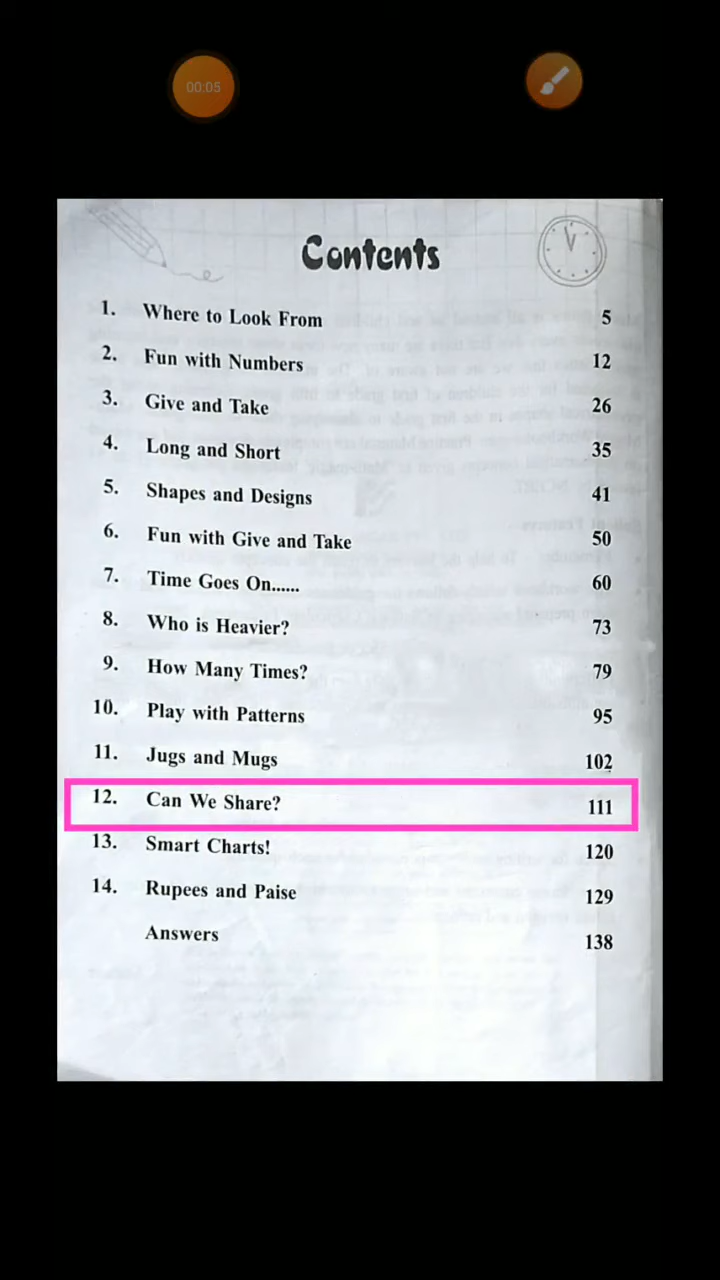 00:05
Contents
1. Where to Look From 5
2. Fun with Numbers 12
3. Give and Take 26
4. Long and Short 35
5. Shapes and Designs 41
6. Fun with Give and Take 50
7. Time Goes On...... 60
8. Who is Heavier? 73
9. How Many Times? 79
10. Play with Patterns 95
11. Jugs and Mugs 102
12. Can We Share? 111
13. Smart Charts! 120
14. Rupees and Paise 129
Answers 138